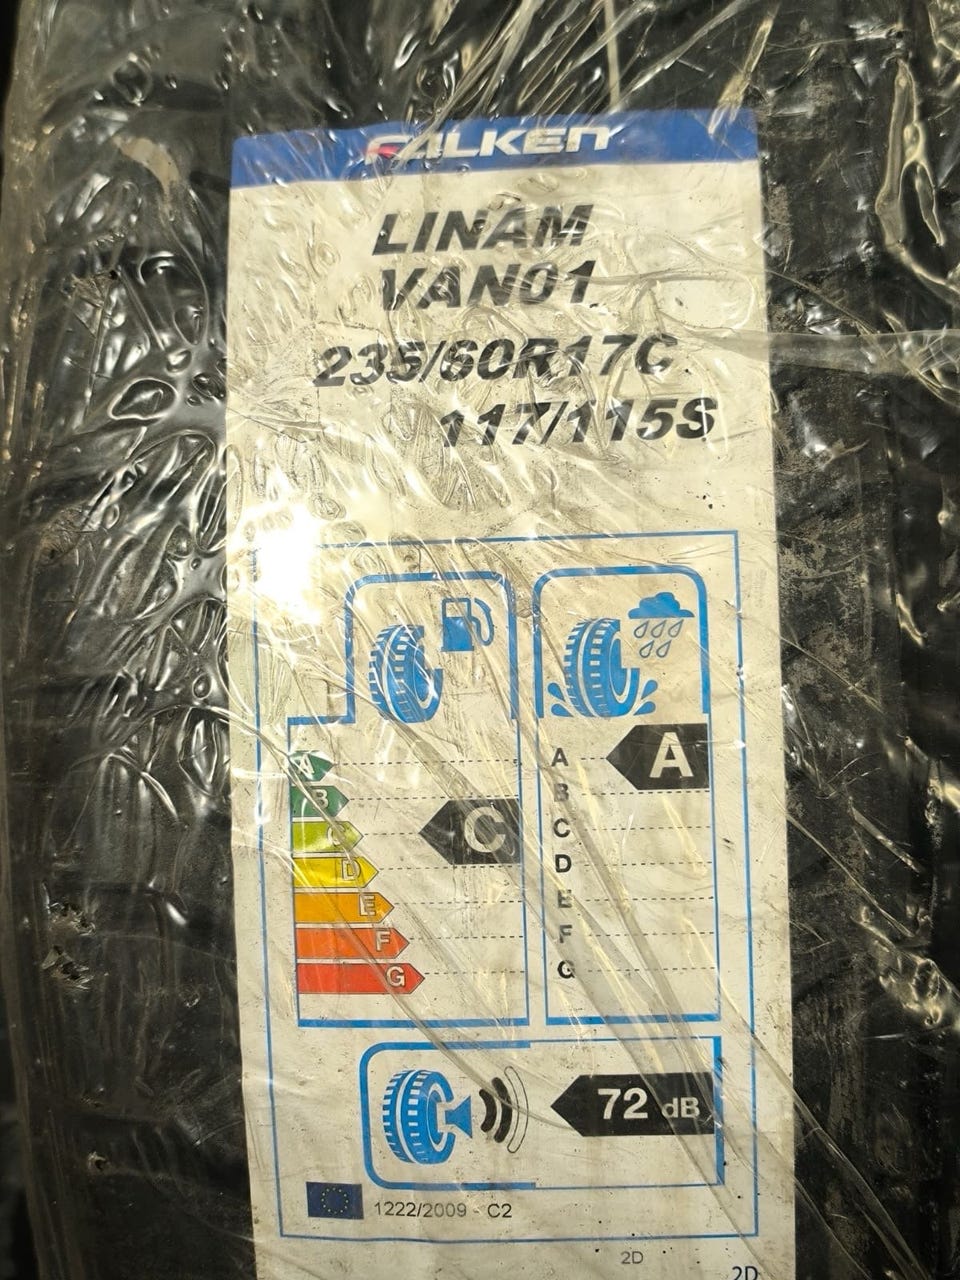 FALKEN
LINAM
VAN01
235/60R17C
117/115S
A
B
C
D
E
F
G
C
A
B
C
D
E
F
G
A
72 dB
1222/2009 - C2
2D
2D